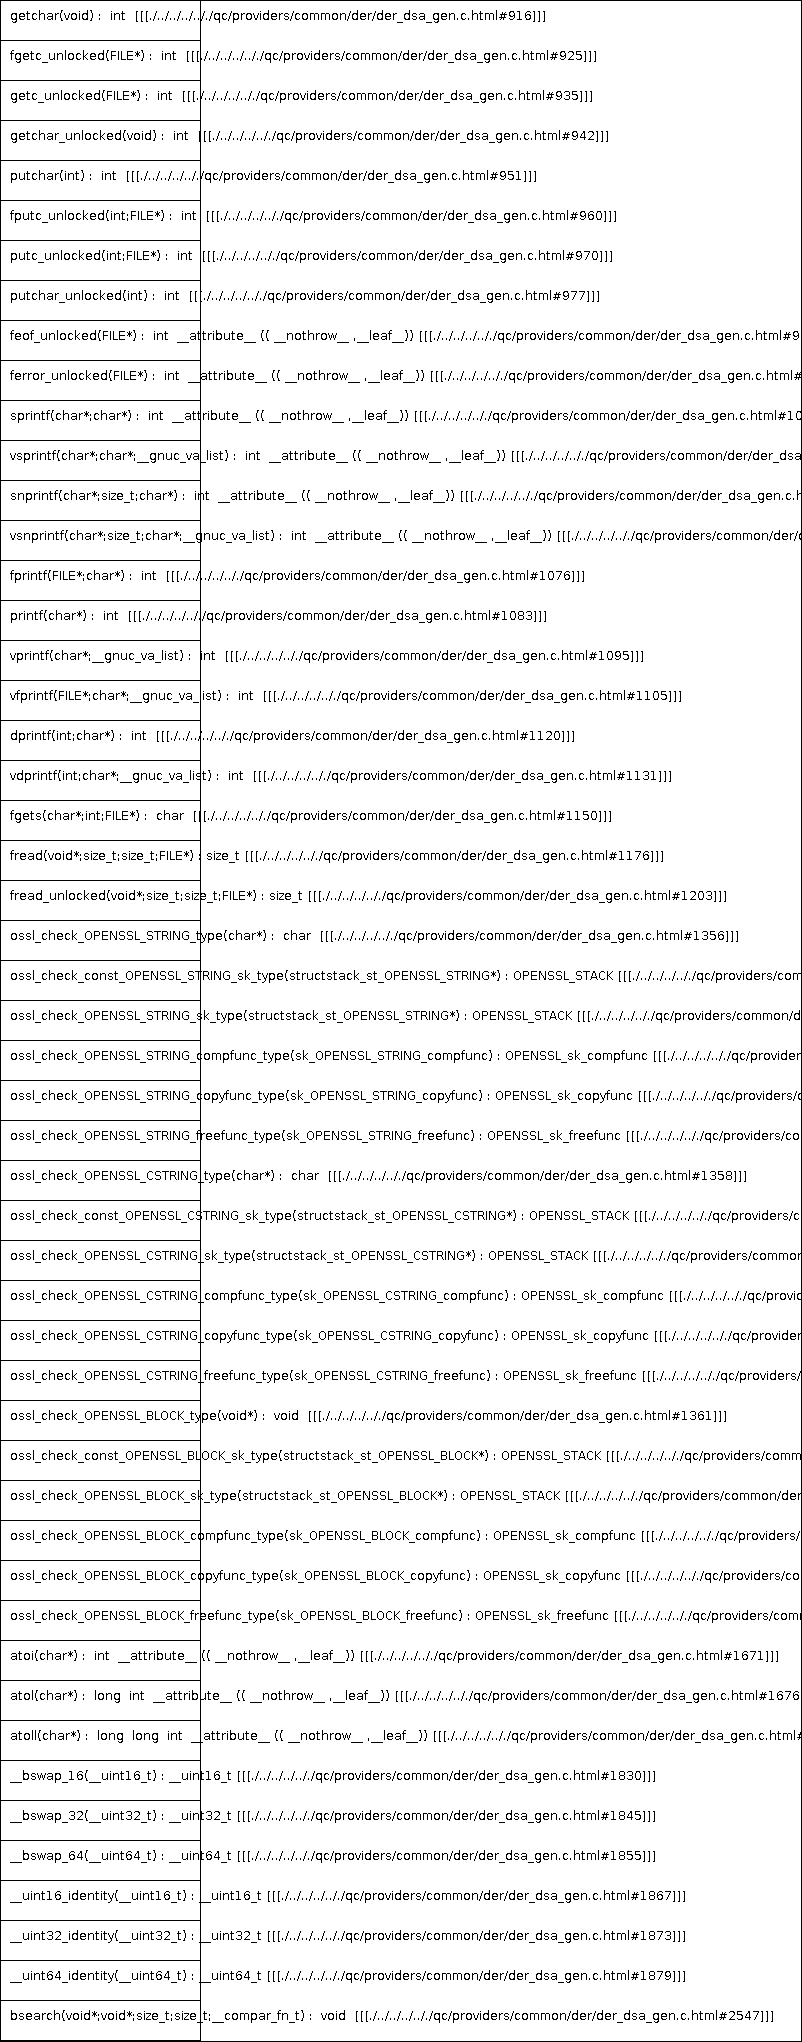 getchar(void) : int [[[./../../../../qc/providers/common/der/der_dsa_gen.c.html#916]]]
fgetc_unlocked(FILE*) : int [[[./../../../../qc/providers/common/der/der_dsa_gen.c.html#925]]]
getc_unlocked(FILE*) : int [[[./../../../../qc/providers/common/der/der_dsa_gen.c.html#935]]]
getchar_unlocked(void) : int [[[./../../../../qc/providers/common/der/der_dsa_gen.c.html#942]]]
putchar(int) : int [[[./../../../../qc/providers/common/der/der_dsa_gen.c.html#951]]]
fputc_unlocked(int;FILE*) : int [[[./../../../../qc/providers/common/der/der_dsa_gen.c.html#960]]]
putc_unlocked(int;FILE*) : int [[[./../../../../qc/providers/common/der/der_dsa_gen.c.html#970]]]
putchar_unlocked(int) : int [[[./../../../../qc/providers/common/der/der_dsa_gen.c.html#977]]]
feof_unlocked(FILE*) : int __attribute__ (( __nothrow__ ,__leaf__)) [[[./../../../../qc/providers/common/der/der_dsa_gen.c.html#9
ferror_unlocked(FILE*) : int __attribute__ (( __nothrow__ ,__leaf__)) [[[./../../../../qc/providers/common/der/der_dsa_gen.c.html#
sprintf(char*;char*) : int __attribute__ (( __nothrow__ ,__leaf__)) [[[./../../../../qc/providers/common/der/der_dsa_gen.c.html#10
vsprintf(char*;char*;__gnuc_va_list) : int __attribute__ (( __nothrow__ ,__leaf__)) [[[./../../../../qc/providers/common/der/der_dsa
snprintf(char*;size_t;char*) : int __attribute__ (( __nothrow__ ,__leaf__)) [[[./../../../../qc/providers/common/der/der_dsa_gen.c.h
vsnprintf(char*;size_t;char*;__gnuc_va_list) : int __attribute__ (( __nothrow__ ,__leaf__)) [[[./../../../../qc/providers/common/der/
fprintf(FILE*;char*) : int [[[./../../../../qc/providers/common/der/der_dsa_gen.c.html#1076]]]
printf(char*) : int [[[./../../../../qc/providers/common/der/der_dsa_gen.c.html#1083]]]
vprintf(char*;__gnuc_va_list) : int [[[./../../../../qc/providers/common/der/der_dsa_gen.c.html#1095]]]
vfprintf(FILE*;char*;__gnuc_va_list) : int [[[./../../../../qc/providers/common/der/der_dsa_gen.c.html#1105]]]
dprintf(int;char*) : int [[[./../../../../qc/providers/common/der/der_dsa_gen.c.html#1120]]]
vdprintf(int;char*;__gnuc_va_list) : int [[[./../../../../qc/providers/common/der/der_dsa_gen.c.html#1131]]]
fgets(char*;int;FILE*) : char [[[./../../../../qc/providers/common/der/der_dsa_gen.c.html#1150]]]
fread(void*;size_t;size_t;FILE*) : size_t [[[./../../../../qc/providers/common/der/der_dsa_gen.c.html#1176]]]
fread_unlocked(void*;size_t;size_t;FILE*) : size_t [[[./../../../../qc/providers/common/der/der_dsa_gen.c.html#1203]]]
ossl_check_OPENSSL_STRING_type(char*) : char [[[./../../../../qc/providers/common/der/der_dsa_gen.c.html#1356]]]
ossl_check_const_OPENSSL_STRING_sk_type(structstack_st_OPENSSL_STRING*) : OPENSSL_STACK [[[./../../../../qc/providers/com
ossl_check_OPENSSL_STRING_sk_type(structstack_st_OPENSSL_STRING*) : OPENSSL_STACK [[[./../../../../qc/providers/common/d
ossl_check_OPENSSL_STRING_compfunc_type(sk_OPENSSL_STRING_compfunc) : OPENSSL_sk_compfunc [[[./../../../../qc/provider
ossl_check_OPENSSL_STRING_copyfunc_type(sk_OPENSSL_STRING_copyfunc) : OPENSSL_sk_copyfunc [[[./../../../../qc/providers/c
ossl_check_OPENSSL_STRING_freefunc_type(sk_OPENSSL_STRING_freefunc) : OPENSSL_sk_freefunc [[[./../../../../qc/providers/co
ossl_check_OPENSSL_CSTRING_type(char*) : char [[[./../../../../qc/providers/common/der/der_dsa_gen.c.html#1358]]]
ossl_check_const_OPENSSL_CSTRING_sk_type(structstack_st_OPENSSL_CSTRING*) : OPENSSL_STACK [[[./../../../../qc/providers/c
ossl_check_OPENSSL_CSTRING_sk_type(structstack_st_OPENSSL_CSTRING*) : OPENSSL_STACK [[[./../../../../qc/providers/common
ossl_check_OPENSSL_CSTRING_compfunc_type(sk_OPENSSL_CSTRING_compfunc) : OPENSSL_sk_compfunc [[[./../../../../qc/provid
ossl_check_OPENSSL_CSTRING_copyfunc_type(sk_OPENSSL_CSTRING_copyfunc) : OPENSSL_sk_copyfunc [[[./../../../../qc/provider
ossl_check_OPENSSL_CSTRING_freefunc_type(sk_OPENSSL_CSTRING_freefunc) : OPENSSL_sk_freefunc [[[./../../../../qc/providers/
ossl_check_OPENSSL_BLOCK_type(void*) : void [[[./../../../../qc/providers/common/der/der_dsa_gen.c.html#1361]]]
ossl_check_const_OPENSSL_BLOCK_sk_type(structstack_st_OPENSSL_BLOCK*) : OPENSSL_STACK [[[./../../../../qc/providers/comm
ossl_check_OPENSSL_BLOCK_sk_type(structstack_st_OPENSSL_BLOCK*) : OPENSSL_STACK [[[./../../../../qc/providers/common/der
ossl_check_OPENSSL_BLOCK_compfunc_type(sk_OPENSSL_BLOCK_compfunc) : OPENSSL_sk_compfunc [[[./../../../../qc/providers/
ossl_check_OPENSSL_BLOCK_copyfunc_type(sk_OPENSSL_BLOCK_copyfunc) : OPENSSL_sk_copyfunc [[[./../../../../qc/providers/co
ossl_check_OPENSSL_BLOCK_freefunc_type(sk_OPENSSL_BLOCK_freefunc) : OPENSSL_sk_freefunc [[[./../../../../qc/providers/com
atoi(char*) : int __attribute__ (( __nothrow__ ,__leaf__)) [[[./../../../../qc/providers/common/der/der_dsa_gen.c.html#1671]]]
atol(char*) : long int __attribute__ (( __nothrow__ ,__leaf__)) [[[./../../../../qc/providers/common/der/der_dsa_gen.c.html#1676
atoll(char*) : long long int __attribute__ (( __nothrow__ ,__leaf__)) [[[./../../../../qc/providers/common/der/der_dsa_gen.c.html#
__bswap_16(__uint16_t) : __uint16_t [[[./../../../../qc/providers/common/der/der_dsa_gen.c.html#1830]]]
__bswap_32(__uint32_t) : __uint32_t [[[./../../../../qc/providers/common/der/der_dsa_gen.c.html#1845]]]
__bswap_64(__uint64_t) : __uint64_t [[[./../../../../qc/providers/common/der/der_dsa_gen.c.html#1855]]]
__uint16_identity(__uint16_t) : __uint16_t [[[./../../../../qc/providers/common/der/der_dsa_gen.c.html#1867]]]
__uint32_identity(__uint32_t) : __uint32_t [[[./../../../../qc/providers/common/der/der_dsa_gen.c.html#1873]]]
__uint64_identity(__uint64_t) : __uint64_t [[[./../../../../qc/providers/common/der/der_dsa_gen.c.html#1879]]]
bsearch(void*;void*;size_t;size_t;__compar_fn_t) : void [[[./../../../../qc/providers/common/der/der_dsa_gen.c.html#2547]]]